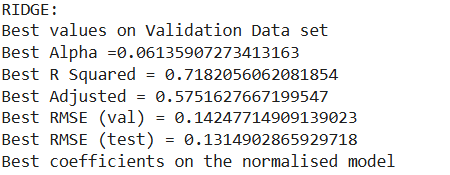 RIDGE:
Best values on Validation Data set
Best Alpha =0.06135907273413163
Best R Squared = 0.7182056062081854
Best Adjusted = 0.5751627667199547
Best RMSE (val) = 0.14247714909139023
Best RMSE (test) = 0.1314902865929718
Best coefficients on the normalised model